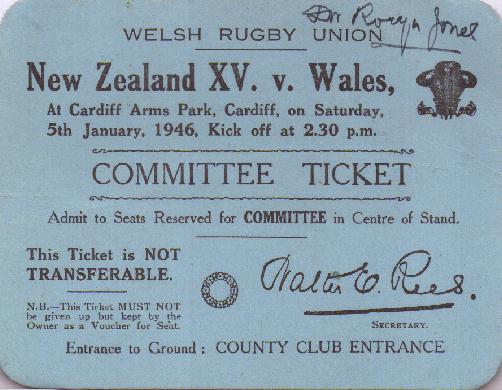 Dr Rocyn Jones
WELSH RUGBY UNION
New Zealand XV. v. Wales,
At Cardiff Arms Park, Cardiff, on Saturday,
5th January, 1946, Kick off at 2.30 p.m.
COMMITTEE TICKET
Admit to Seats Reserved for COMMITTEE in Centre of Stand.
This Ticket is NOT
TRANSFERABLE.
N.B.—This Ticket MUST NOT
be given up but kept by the
Owner as a Voucher for Seat.
Walter E. Rees.
SECRETARY.
Entrance to Ground : COUNTY CLUB ENTRANCE